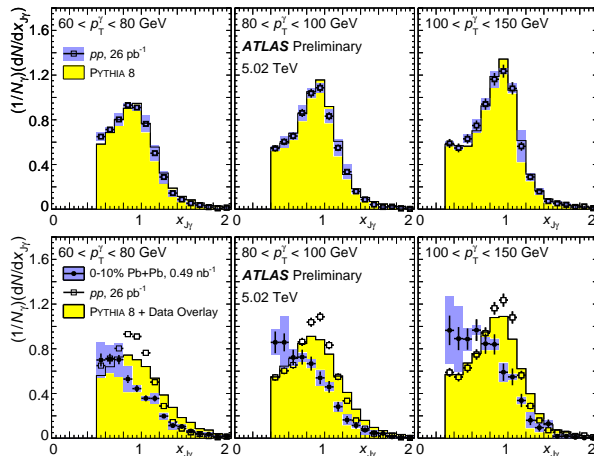 60 < p_T^γ < 80 GeV
80 < p_T^γ < 100 GeV
100 < p_T^γ < 150 GeV
(1/N_γ)(dN/dx_Jγ)
1.6
1.2
0.8
0.4
0
pp, 26 pb⁻¹
PYTHIA 8
ATLAS Preliminary
5.02 TeV
0 1 2 0 1 2 0 1 2
x_Jγ x_Jγ x_Jγ
60 < p_T^γ < 80 GeV
80 < p_T^γ < 100 GeV
100 < p_T^γ < 150 GeV
(1/N_γ)(dN/dx_Jγ)
1.6
1.2
0.8
0.4
0
0-10% Pb+Pb, 0.49 nb⁻¹
pp, 26 pb⁻¹
PYTHIA 8 + Data Overlay
ATLAS Preliminary
5.02 TeV
0 1 2 0 1 2 0 1 2
x_Jγ x_Jγ x_Jγ